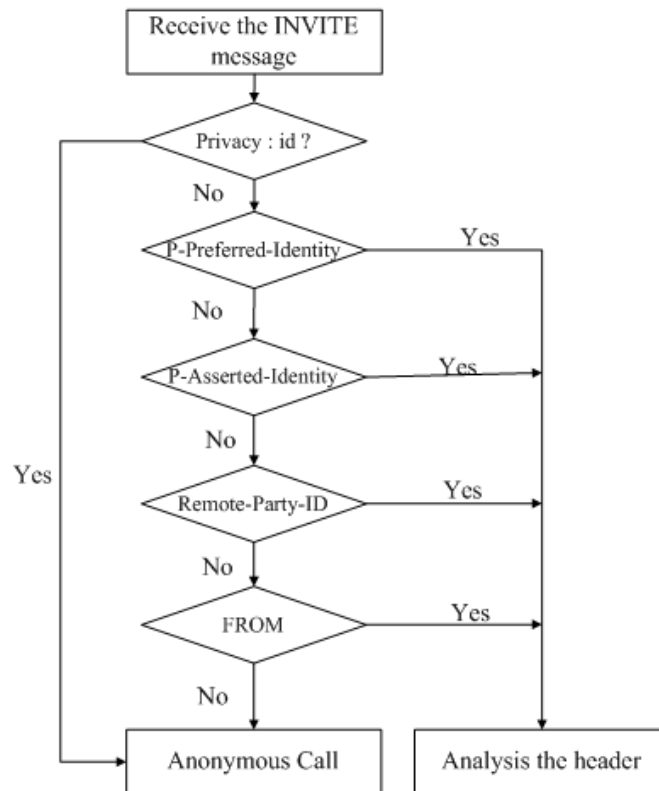 Receive the INVITE
message
Privacy : id ?
No
P-Preferred-Identity
Yes
No
P-Asserted-Identity
Yes
No
Yes
Remote-Party-ID
Yes
No
FROM
Yes
No
Anonymous Call
Analysis the header